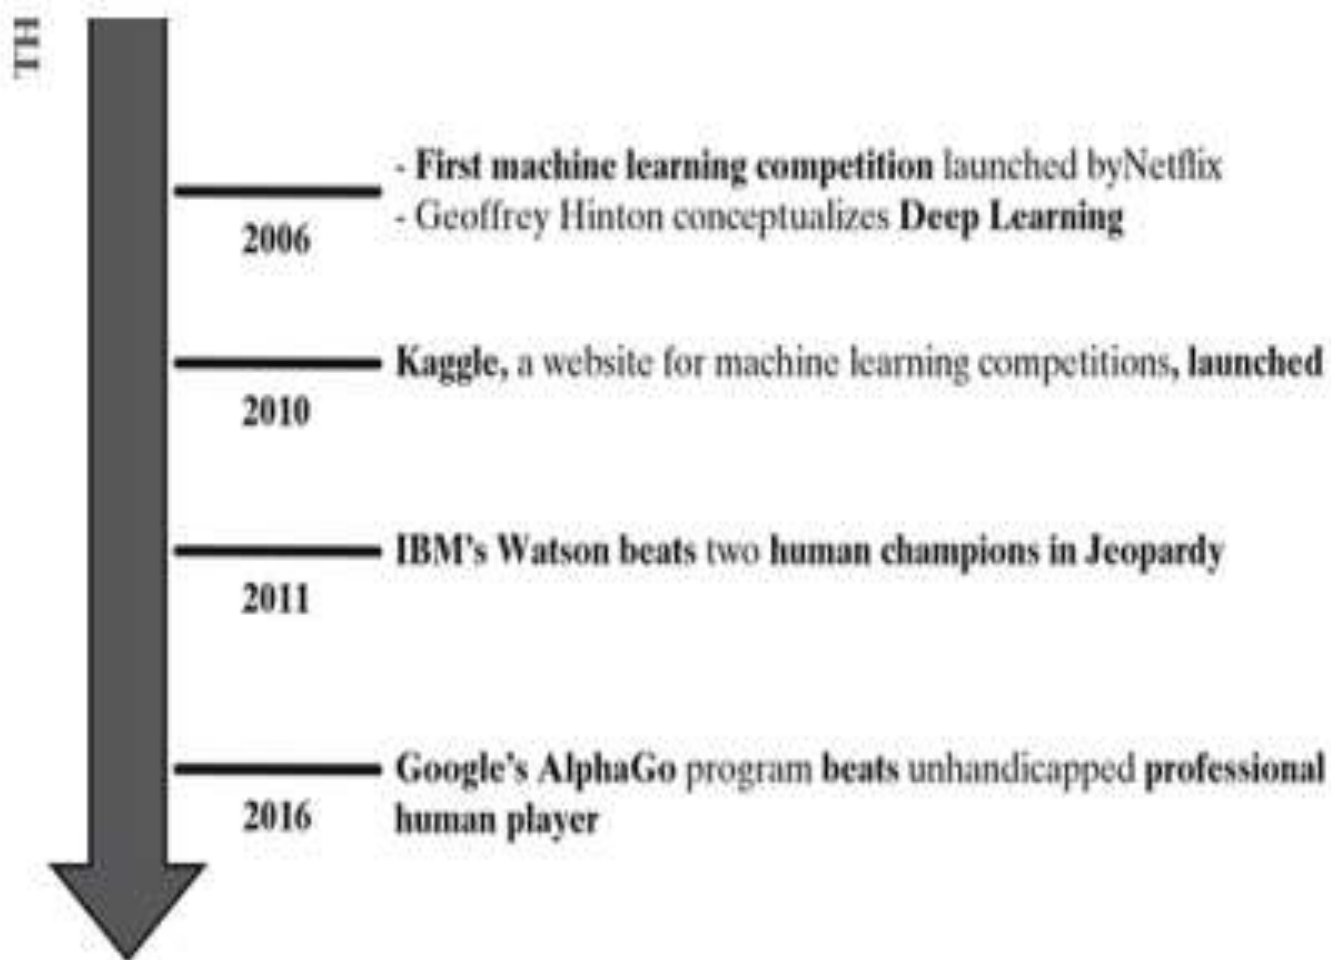 TH
- First machine learning competition launched byNetflix
- Geoffrey Hinton conceptualizes Deep Learning
2006
Kaggle, a website for machine learning competitions, launched
2010
IBM's Watson beats two human champions in Jeopardy
2011
Google's AlphaGo program beats unhandicapped professional
human player
2016